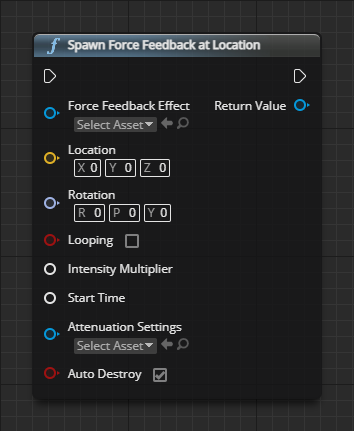 f Spawn Force Feedback at Location
Force Feedback Effect Return Value
Select Asset
Location
X 0 Y 0 Z 0
Rotation
R 0 P 0 Y 0
Looping
Intensity Multiplier
Start Time
Attenuation Settings
Select Asset
Auto Destroy